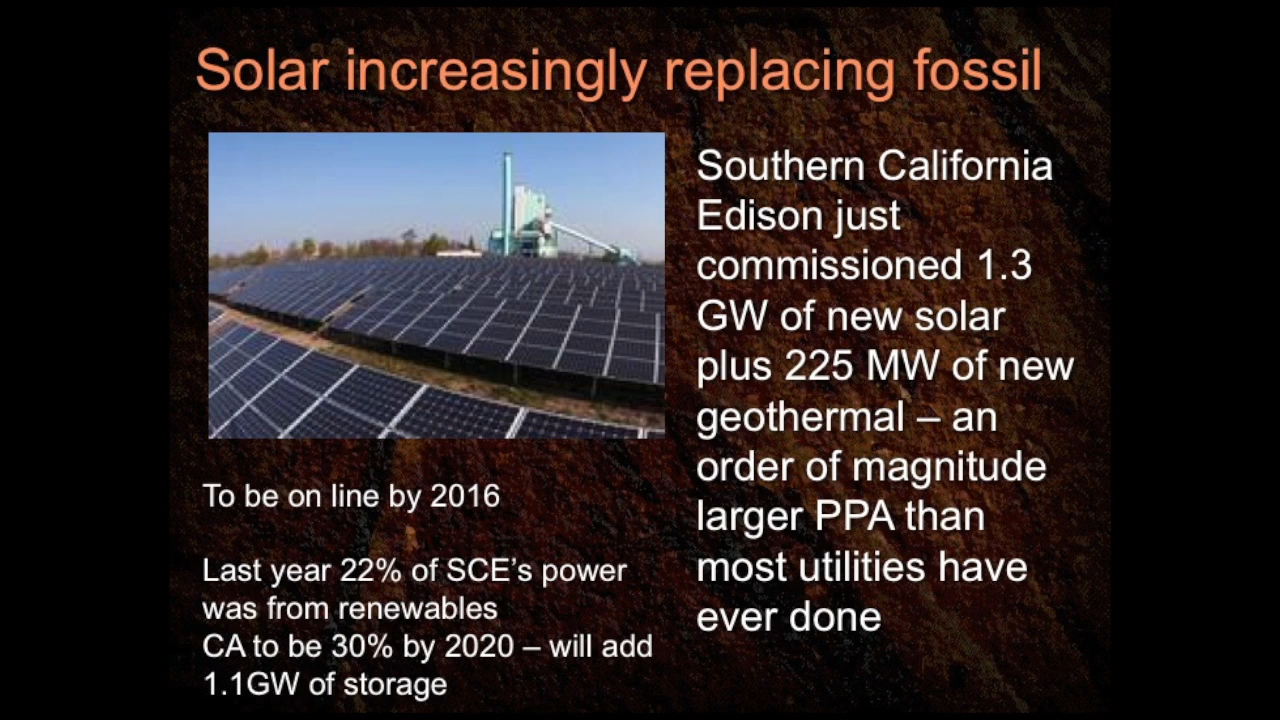 Solar increasingly replacing fossil
Southern California
Edison just
commissioned 1.3
GW of new solar
plus 225 MW of new
geothermal – an
order of magnitude
larger PPA than
most utilities have
ever done
To be on line by 2016
Last year 22% of SCE’s power
was from renewables
CA to be 30% by 2020 – will add
1.1GW of storage